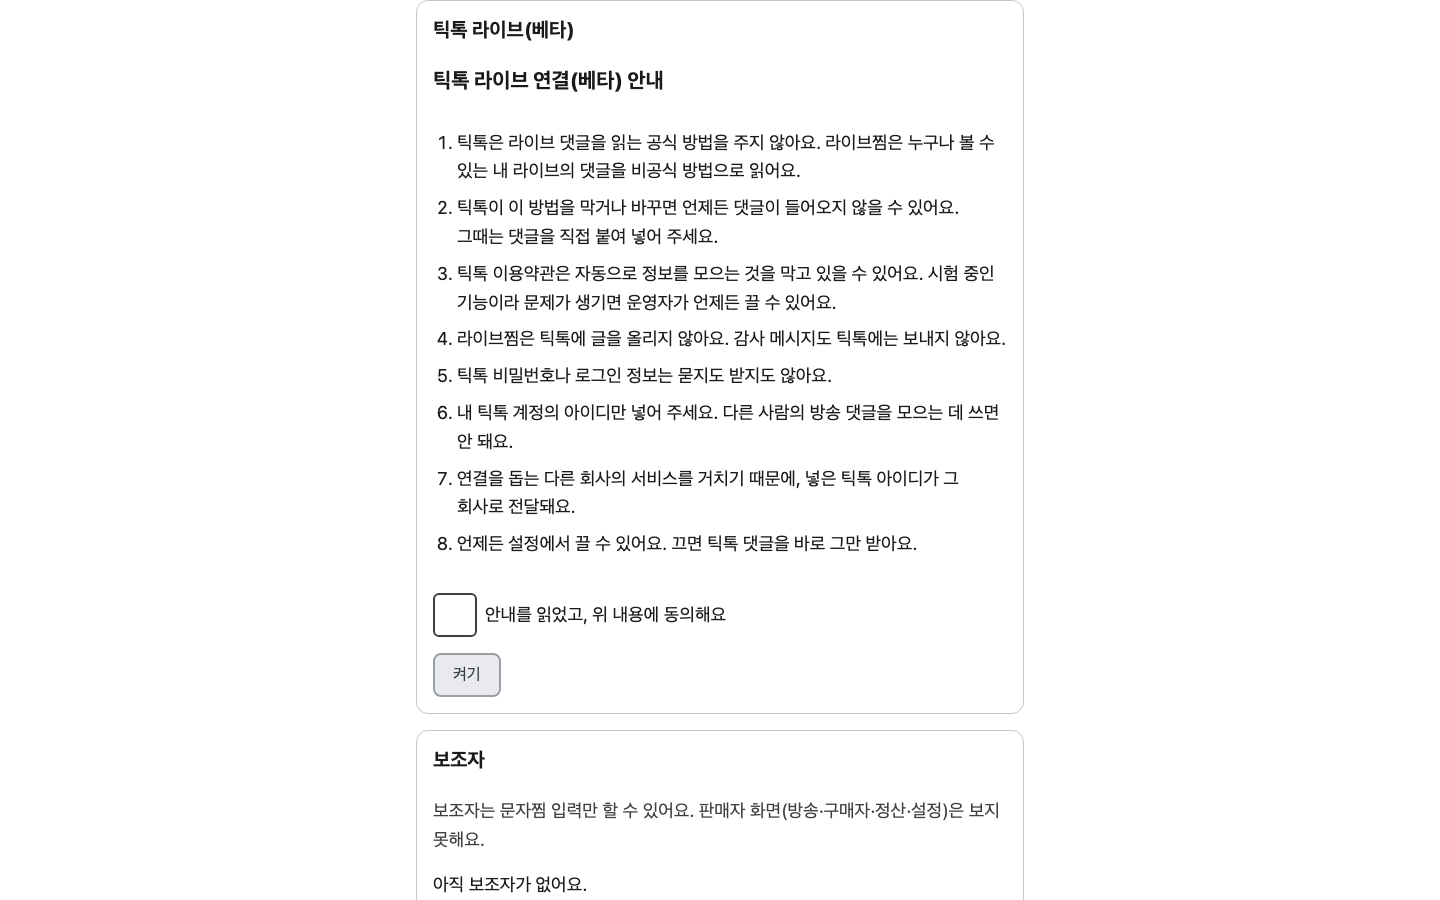 틱톡 라이브(베타)
틱톡 라이브 연결(베타) 안내
1. 틱톡은 라이브 댓글을 읽는 공식 방법을 주지 않아요. 라이브찜은 누구나 볼 수
있는 내 라이브의 댓글을 비공식 방법으로 읽어요.
2. 틱톡이 이 방법을 막거나 바꾸면 언제든 댓글이 들어오지 않을 수 있어요.
그때는 댓글을 직접 붙여 넣어 주세요.
3. 틱톡 이용약관은 자동으로 정보를 모으는 것을 막고 있을 수 있어요. 시험 중인
기능이라 문제가 생기면 운영자가 언제든 끌 수 있어요.
4. 라이브찜은 틱톡에 글을 올리지 않아요. 감사 메시지도 틱톡에는 보내지 않아요.
5. 틱톡 비밀번호나 로그인 정보는 묻지도 받지도 않아요.
6. 내 틱톡 계정의 아이디만 넣어 주세요. 다른 사람의 방송 댓글을 모으는 데 쓰면
안 돼요.
7. 연결을 돕는 다른 회사의 서비스를 거치기 때문에, 넣은 틱톡 아이디가 그
회사로 전달돼요.
8. 언제든 설정에서 끌 수 있어요. 끄면 틱톡 댓글을 바로 그만 받아요.
안내를 읽었고, 위 내용에 동의해요
켜기
보조자
보조자는 문자찜 입력만 할 수 있어요. 판매자 화면(방송·구매자·정산·설정)은 보지
못해요.
아직 보조자가 없어요.